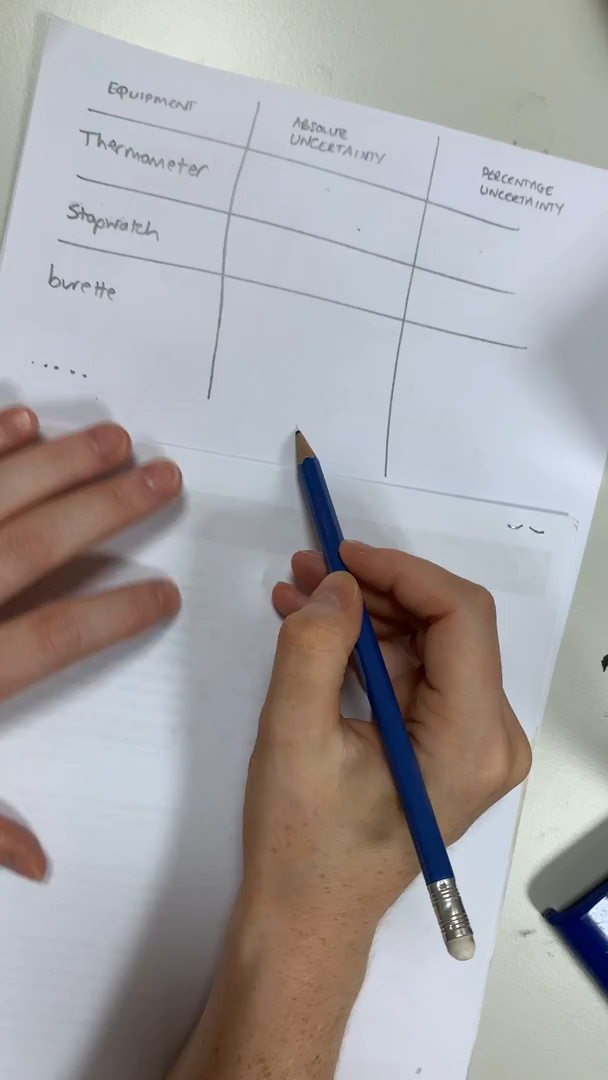 EQUIPMENT
ABSOLUTE
UNCERTAINTY
PERCENTAGE
UNCERTAINTY
Thermometer
Stopwatch
burette
.....